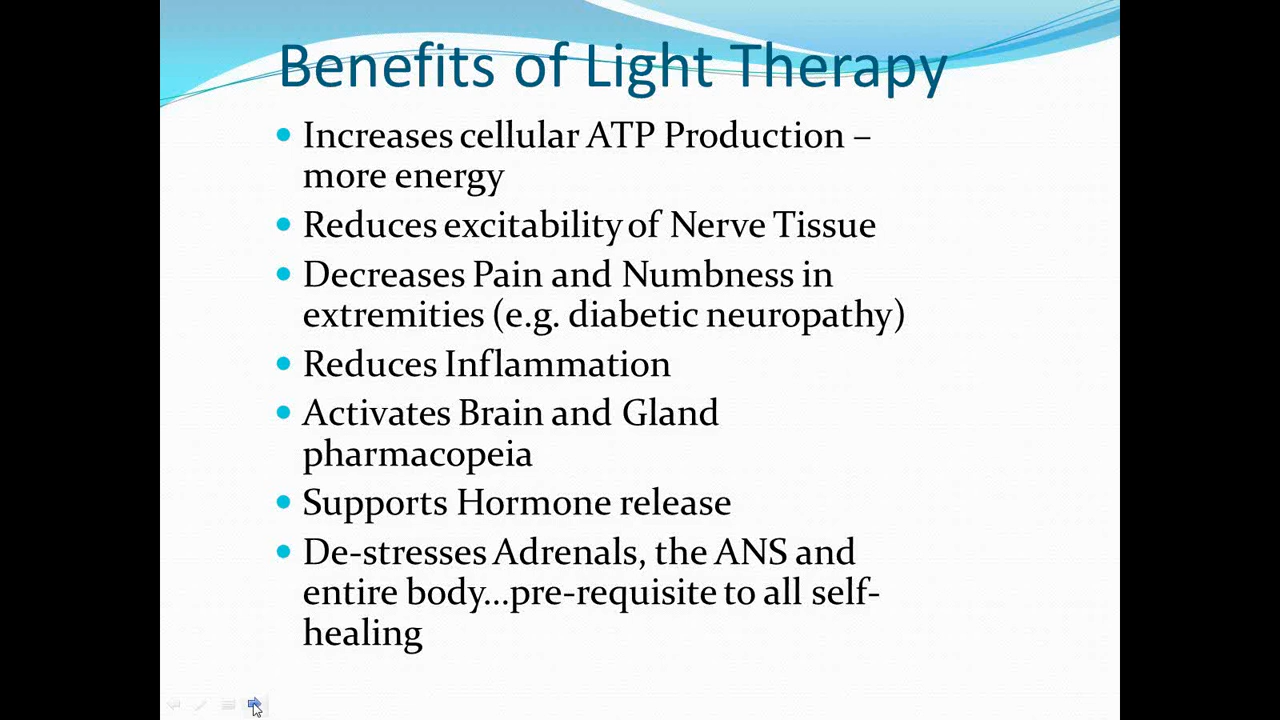 Benefits of Light Therapy
• Increases cellular ATP Production –
more energy
• Reduces excitability of Nerve Tissue
• Decreases Pain and Numbness in
extremities (e.g. diabetic neuropathy)
• Reduces Inflammation
• Activates Brain and Gland
pharmacopeia
• Supports Hormone release
• De-stresses Adrenals, the ANS and
entire body...pre-requisite to all self-
healing